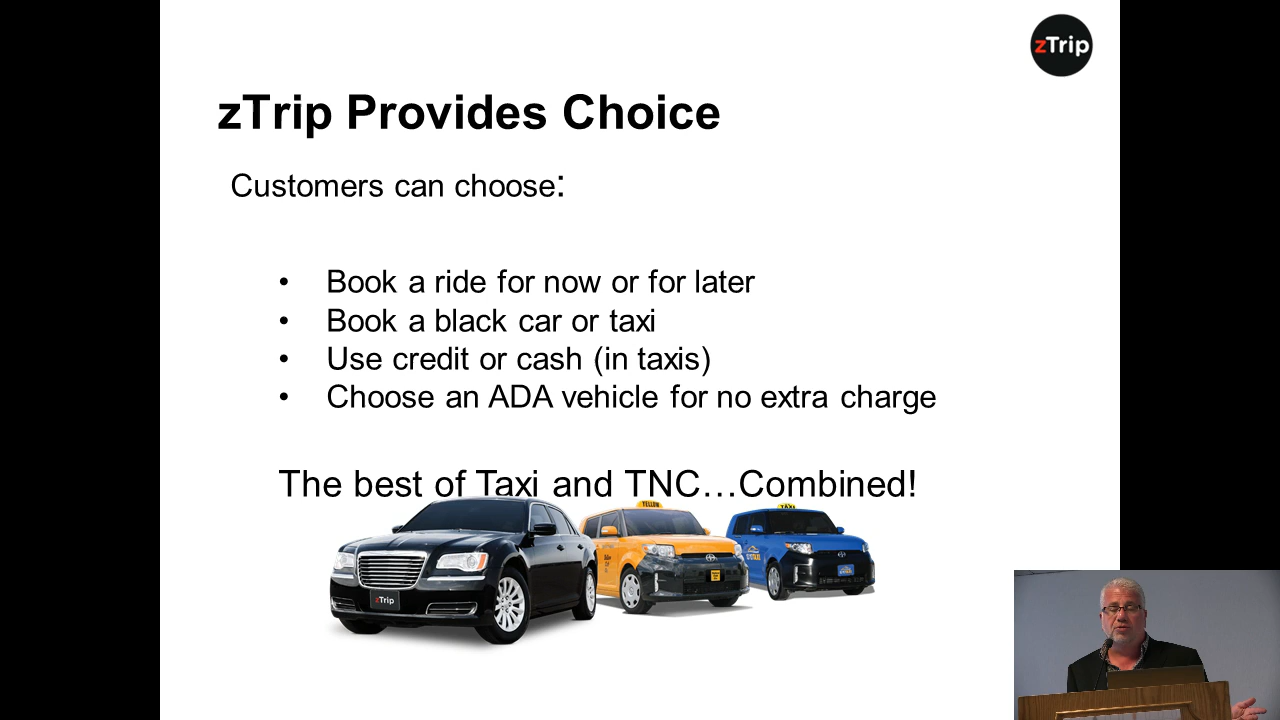 zTrip
zTrip Provides Choice
Customers can choose:
• Book a ride for now or for later
• Book a black car or taxi
• Use credit or cash (in taxis)
• Choose an ADA vehicle for no extra charge
The best of Taxi and TNC…Combined!
YELLOW
TAXI
zTrip